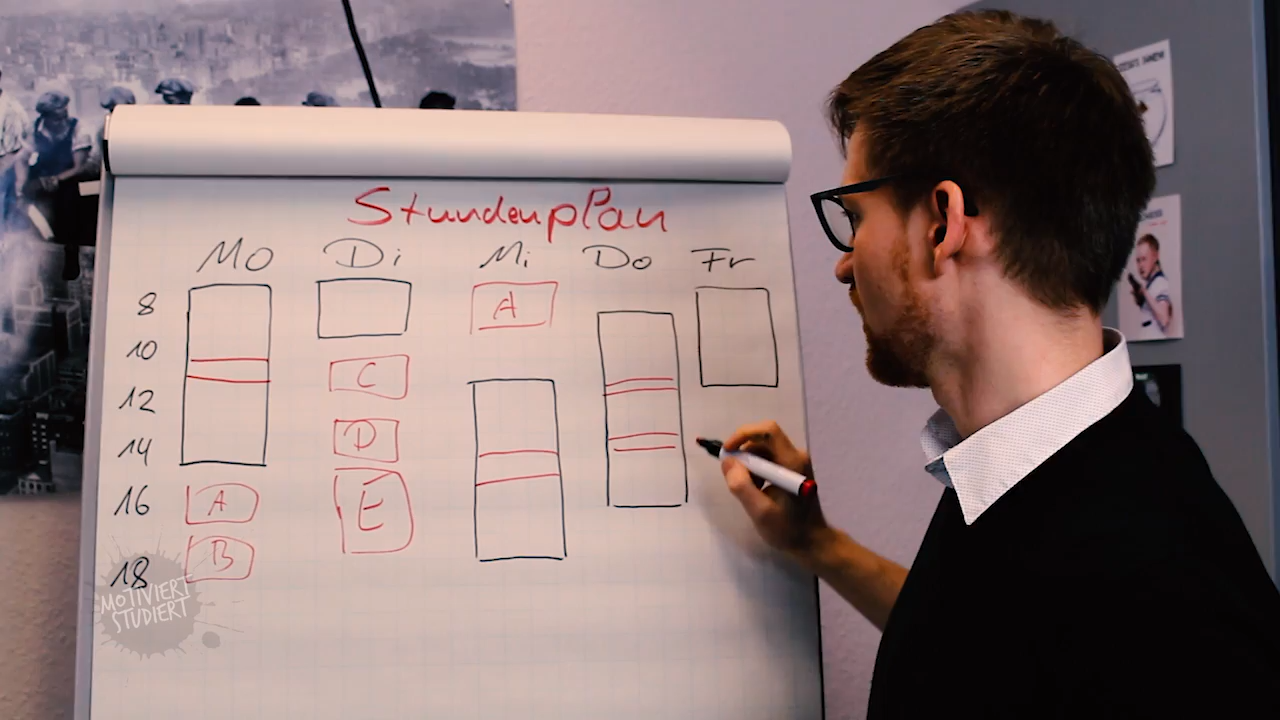 Stundenplan
Mo Di Mi Do Fr
8 A
10 C
12
14 D
16 A E
18 B
MOTIVIERT
STUDIERT